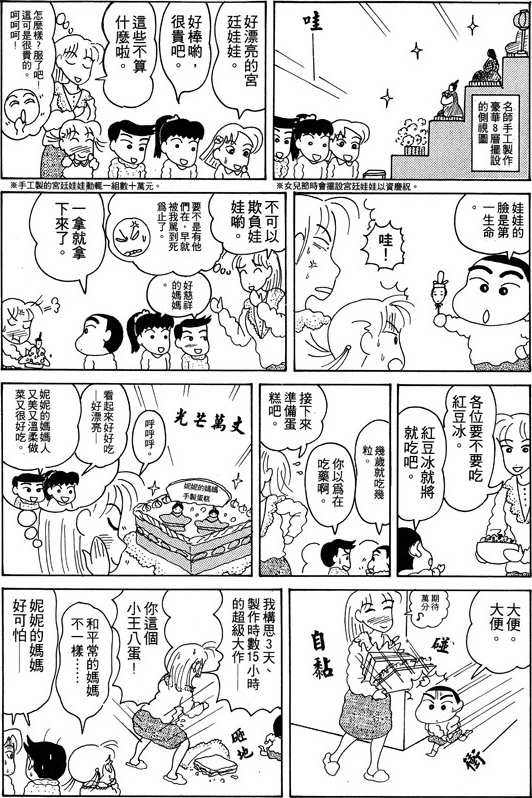 名師手工製作
豪華8層擺設
的側視圖
哇
好漂亮的宮
廷娃娃。
好棒喲，
很貴吧。
這些不算
什麼啦。
怎麼樣？服了吧—
這可是很貴的。
呵呵呵！
※女兒節時會擺設宮廷娃娃以資慶祝。
※手工製的宮廷娃娃動輒一組數十萬元。
娃娃的
臉是第
一生命
哇！
不可以
欺負娃
娃喲。
要不是有他
們在，早就
被我罵到死
為止了。
好慈祥
的媽媽
一拿就拿
下來了。
各位要不要吃
紅豆冰。
紅豆冰就將
就吃吧。
接下來
準備蛋
糕吧。
幾歲就吃幾
粒。
你以為在
吃藥啊。
光芒萬丈
妮妮的媽媽
手製蛋糕
呼呼呼。
看起來好好吃
—好漂亮—
妮妮的媽媽人
又美又溫柔做
菜又很好吃。
大便。
大便。
期待
萬分
碰
自黏
衝
我構思3天、
製作時數15小時
的超級大作—
你這個
小王八蛋！
砸地
和平常的媽媽
不一樣……
妮妮的媽媽
好可怕—